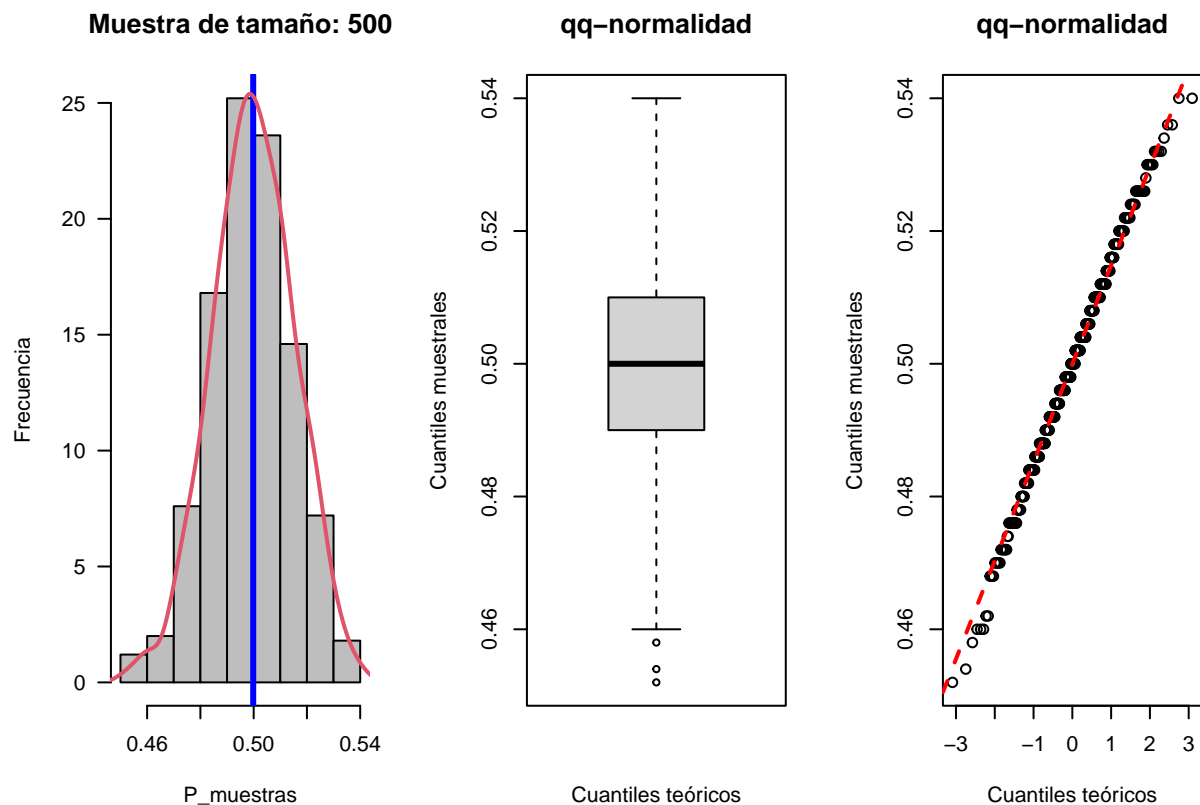 Muestra de tamaño: 500
Frecuencia
25
20
15
10
5
0
0.46
0.50
0.54
P_muestras
qq−normalidad
Cuantiles muestrales
0.54
0.52
0.50
0.48
0.46
Cuantiles teóricos
qq−normalidad
Cuantiles muestrales
0.54
0.52
0.50
0.48
0.46
−3
−1
0
1
2
3
Cuantiles teóricos